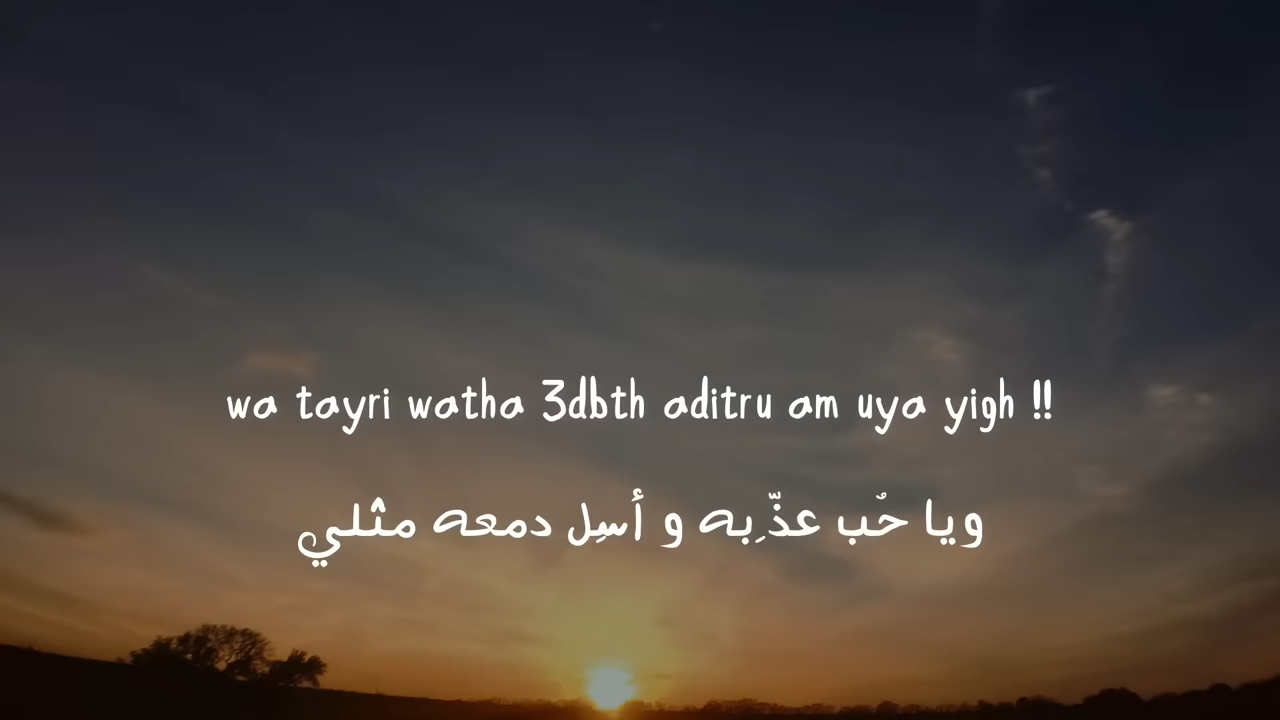 wa tayri watha 3dbth aditru am uya yigh !!
ويا حُب عذّبِه و أسِل دمعه مثلي